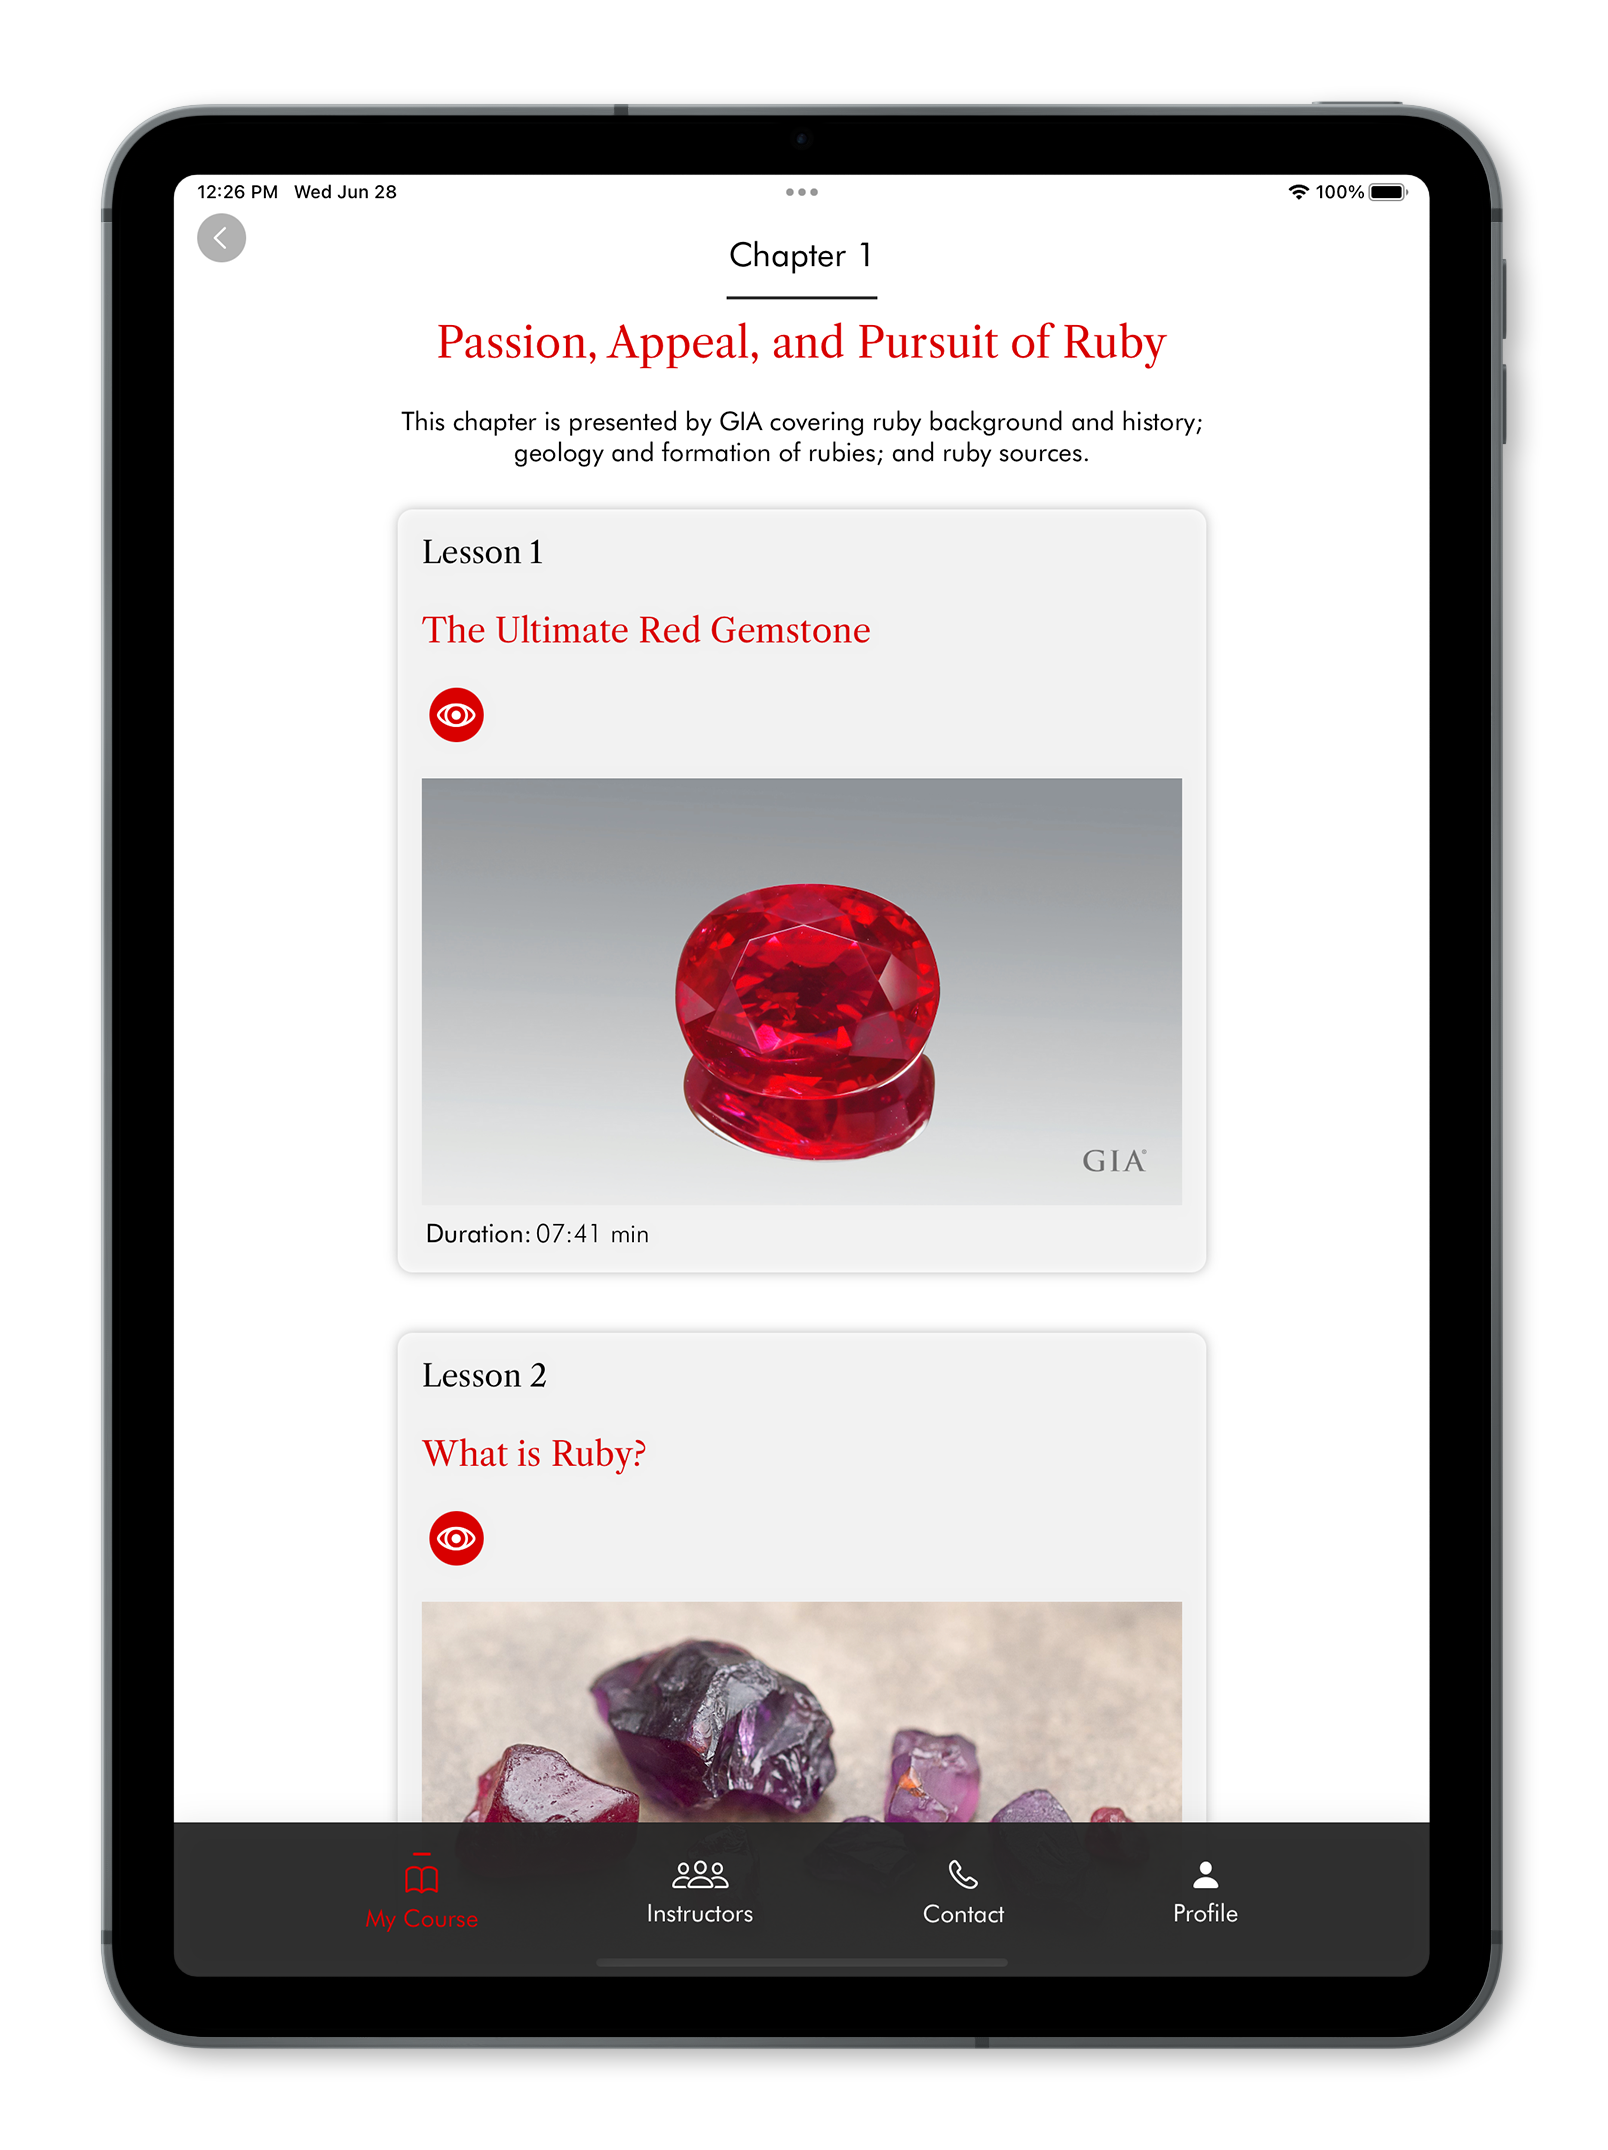 12:26 PM Wed Jun 28
100%
Chapter 1
Passion, Appeal, and Pursuit of Ruby
This chapter is presented by GIA covering ruby background and history;
geology and formation of rubies; and ruby sources.
Lesson 1
The Ultimate Red Gemstone
GIA®
Duration: 07:41 min
Lesson 2
What is Ruby?
My Course
Instructors
Contact
Profile